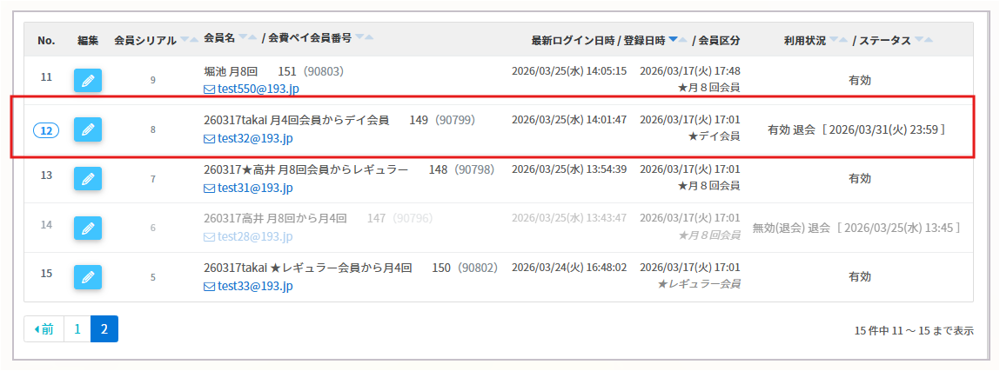 No. 編集 会員シリアル 会員名 / 会費ペイ会員番号 最新ログイン日時 / 登録日時 / 会員区分 利用状況 / ステータス
11 9 堀池 月8回 151（90803） 2026/03/25(水) 14:05:15 2026/03/17(火) 17:48 有効
test550@193.jp ★月８回会員
12 8 260317takai 月4回会員からデイ会員 149（90799） 2026/03/25(水) 14:01:47 2026/03/17(火) 17:01 有効 退会［ 2026/03/31(火) 23:59 ］
test32@193.jp ★デイ会員
13 7 260317★高井 月8回会員からレギュラー 148（90798） 2026/03/25(水) 13:54:39 2026/03/17(火) 17:01 有効
test31@193.jp ★月８回会員
14 6 260317高井 月8回から月4回 147（90796） 2026/03/25(水) 13:43:47 2026/03/17(火) 17:01 無効(退会) 退会［ 2026/03/25(水) 13:45 ］
test28@193.jp ★月８回会員
15 5 260317takai ★レギュラー会員から月4回 150（90802） 2026/03/24(火) 16:48:02 2026/03/17(火) 17:01 有効
test33@193.jp ★レギュラー会員
前 1 2
15 件中 11 ～ 15 まで表示